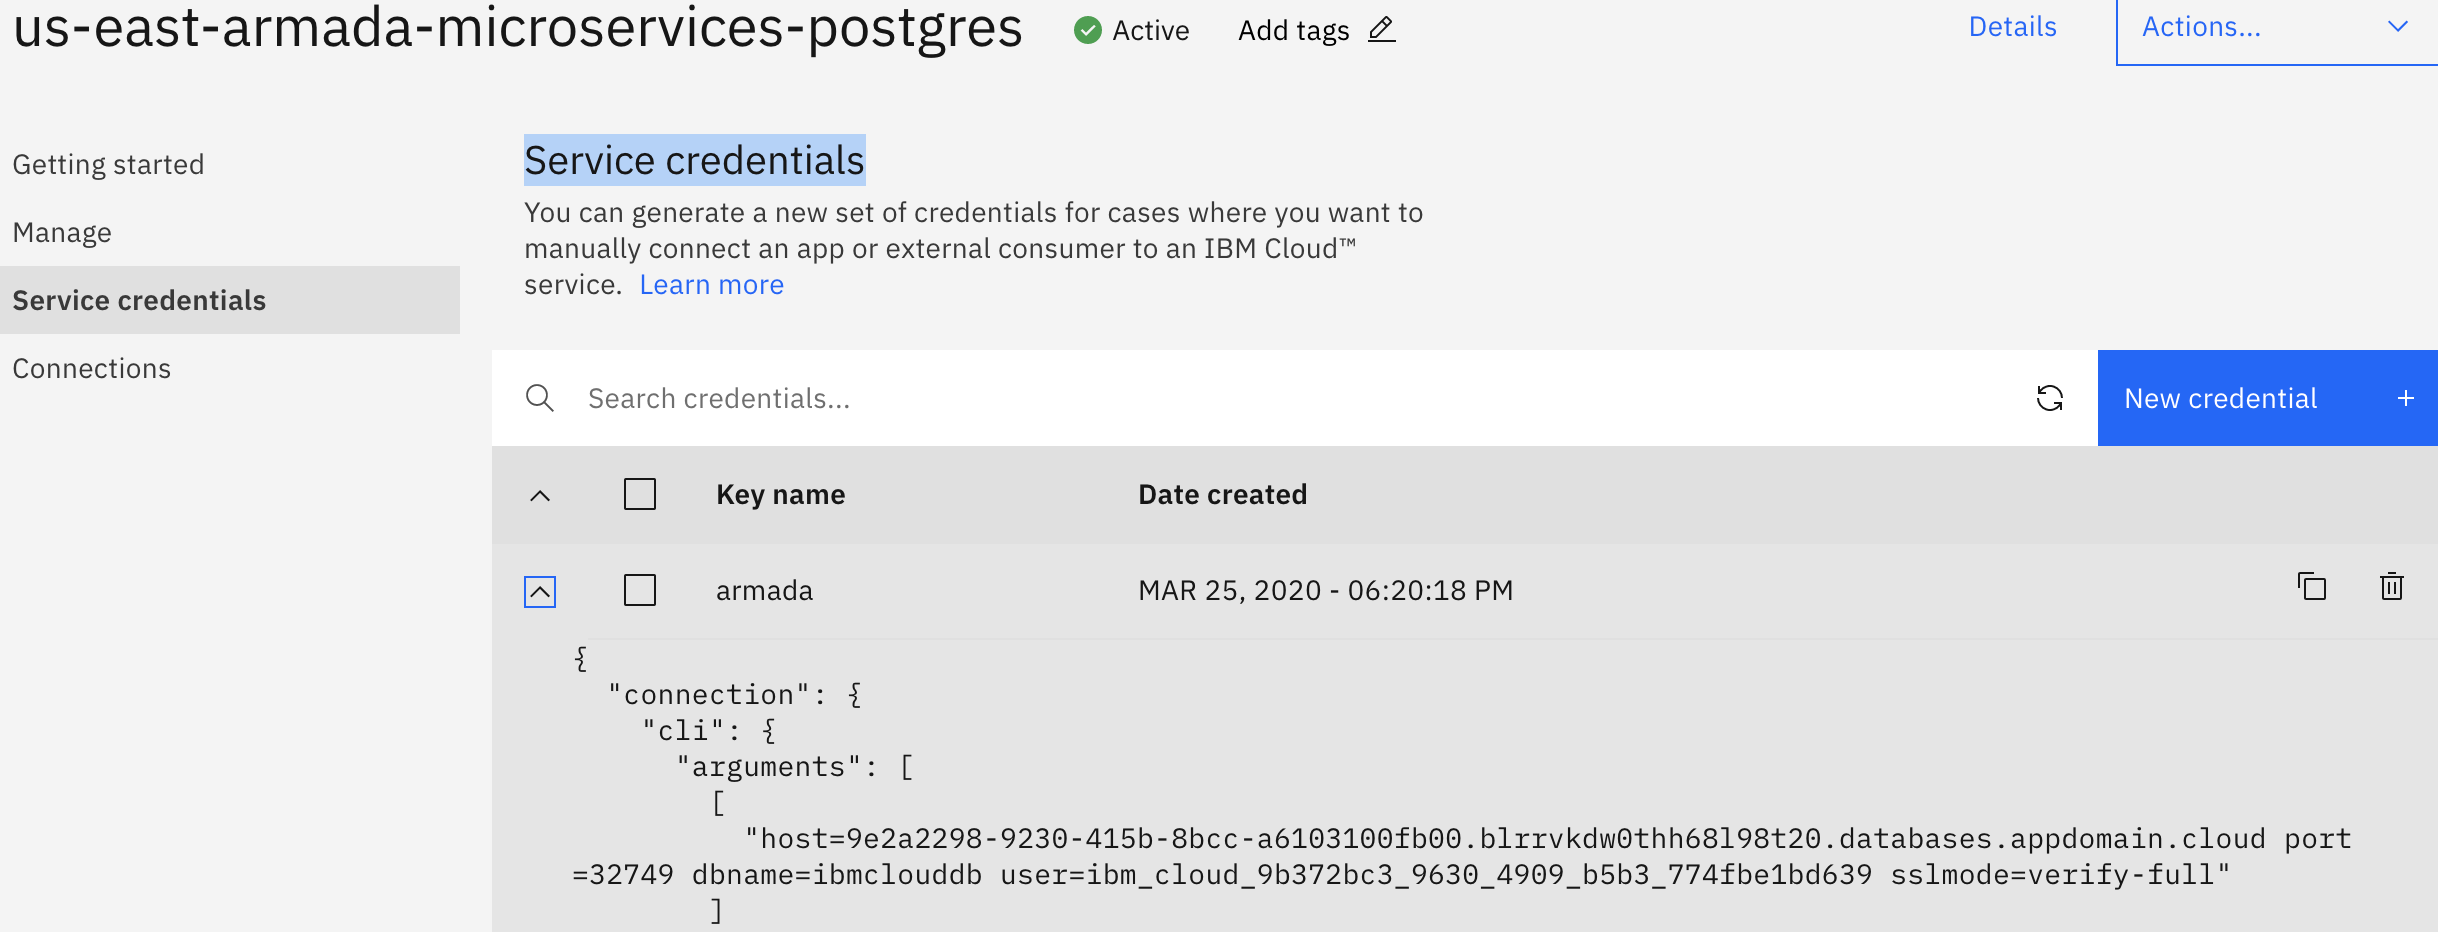 us-east-armada-microservices-postgres Active Add tags Details Actions...
Getting started
Manage
Service credentials
Connections
Service credentials
You can generate a new set of credentials for cases where you want to
manually connect an app or external consumer to an IBM Cloud™
service. Learn more
Search credentials... New credential +
Key name Date created
armada MAR 25, 2020 - 06:20:18 PM
{
"connection": {
"cli": {
"arguments": [
[
"host=9e2a2298-9230-415b-8bcc-a6103100fb00.blrrvkdw0thh68l98t20.databases.appdomain.cloud port
=32749 dbname=ibmclouddb user=ibm_cloud_9b372bc3_9630_4909_b5b3_774fbe1bd639 sslmode=verify-full"
]